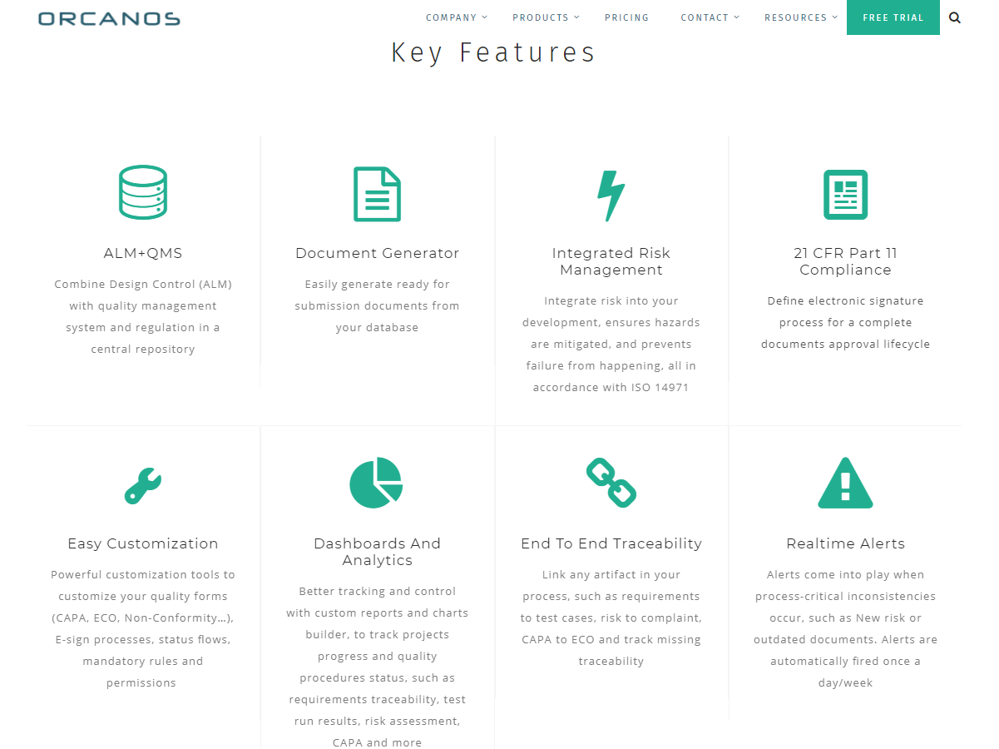 ORCANOS
COMPANY
PRODUCTS
PRICING
CONTACT
RESOURCES
FREE TRIAL
Key Features
ALM+QMS
Combine Design Control (ALM)
with quality management
system and regulation in a
central repository
Document Generator
Easily generate ready for
submission documents from
your database
Integrated Risk
Management
Integrate risk into your
development, ensures hazards
are mitigated, and prevents
failure from happening, all in
accordance with ISO 14971
21 CFR Part 11
Compliance
Define electronic signature
process for a complete
documents approval lifecycle
Easy Customization
Powerful customization tools to
customize your quality forms
(CAPA, ECO, Non-Conformity…),
E-sign processes, status flows,
mandatory rules and
permissions
Dashboards And
Analytics
Better tracking and control
with custom reports and charts
builder, to track projects
progress and quality
procedures status, such as
requirements traceability, test
run results, risk assessment,
CAPA and more
End To End Traceability
Link any artifact in your
process, such as requirements
to test cases, risk to complaint,
CAPA to ECO and track missing
traceability
Realtime Alerts
Alerts come into play when
process-critical inconsistencies
occur, such as New risk or
outdated documents. Alerts are
automatically fired once a
day/week